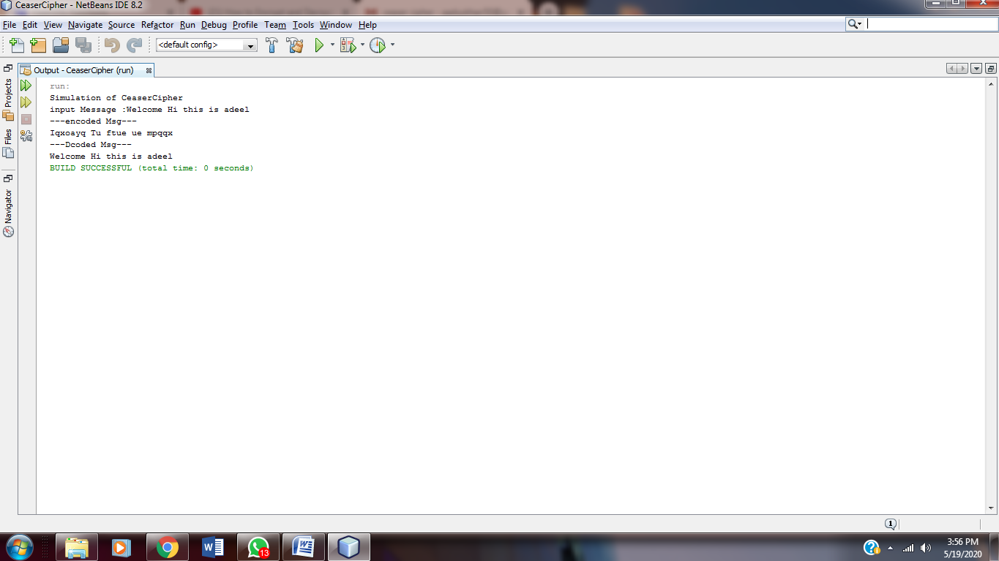 CeaserCipher - NetBeans IDE 8.2
File Edit View Navigate Source Refactor Run Debug Profile Team Tools Window Help
<default config>
Output - CeaserCipher (run)
Projects
Files
Navigator
run:
Simulation of CeaserCipher
input Message :Welcome Hi this is adeel
---encoded Msg---
Iqxoayq Tu ftue ue mpqqx
---Dcoded Msg---
Welcome Hi this is adeel
BUILD SUCCESSFUL (total time: 0 seconds)
1
13
3:56 PM
5/19/2020